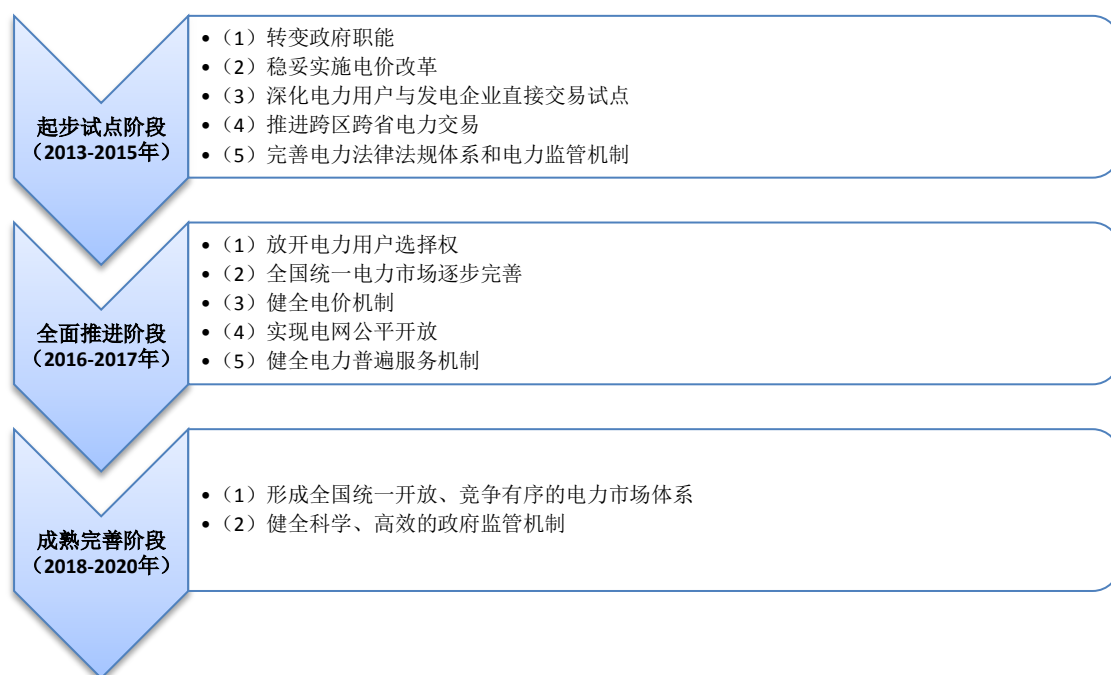 起步试点阶段
（2013-2015年）
• （1）转变政府职能
• （2）稳妥实施电价改革
• （3）深化电力用户与发电企业直接交易试点
• （4）推进跨区跨省电力交易
• （5）完善电力法律法规体系和电力监管机制
全面推进阶段
（2016-2017年）
• （1）放开电力用户选择权
• （2）全国统一电力市场逐步完善
• （3）健全电价机制
• （4）实现电网公平开放
• （5）健全电力普遍服务机制
成熟完善阶段
（2018-2020年）
• （1）形成全国统一开放、竞争有序的电力市场体系
• （2）健全科学、高效的政府监管机制